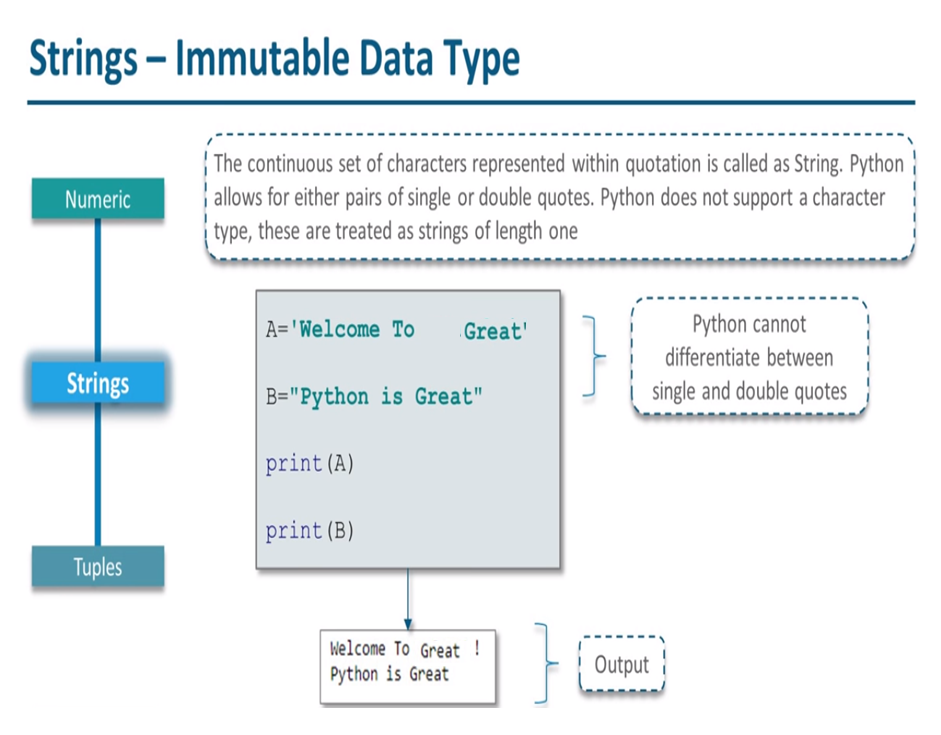 Strings – Immutable Data Type
The continuous set of characters represented within quotation is called as String. Python
allows for either pairs of single or double quotes. Python does not support a character
type, these are treated as strings of length one
Numeric
Strings
Tuples
A='Welcome To Great'
B="Python is Great"
print(A)
print(B)
Python cannot
differentiate between
single and double quotes
Welcome To Great !
Python is Great
Output